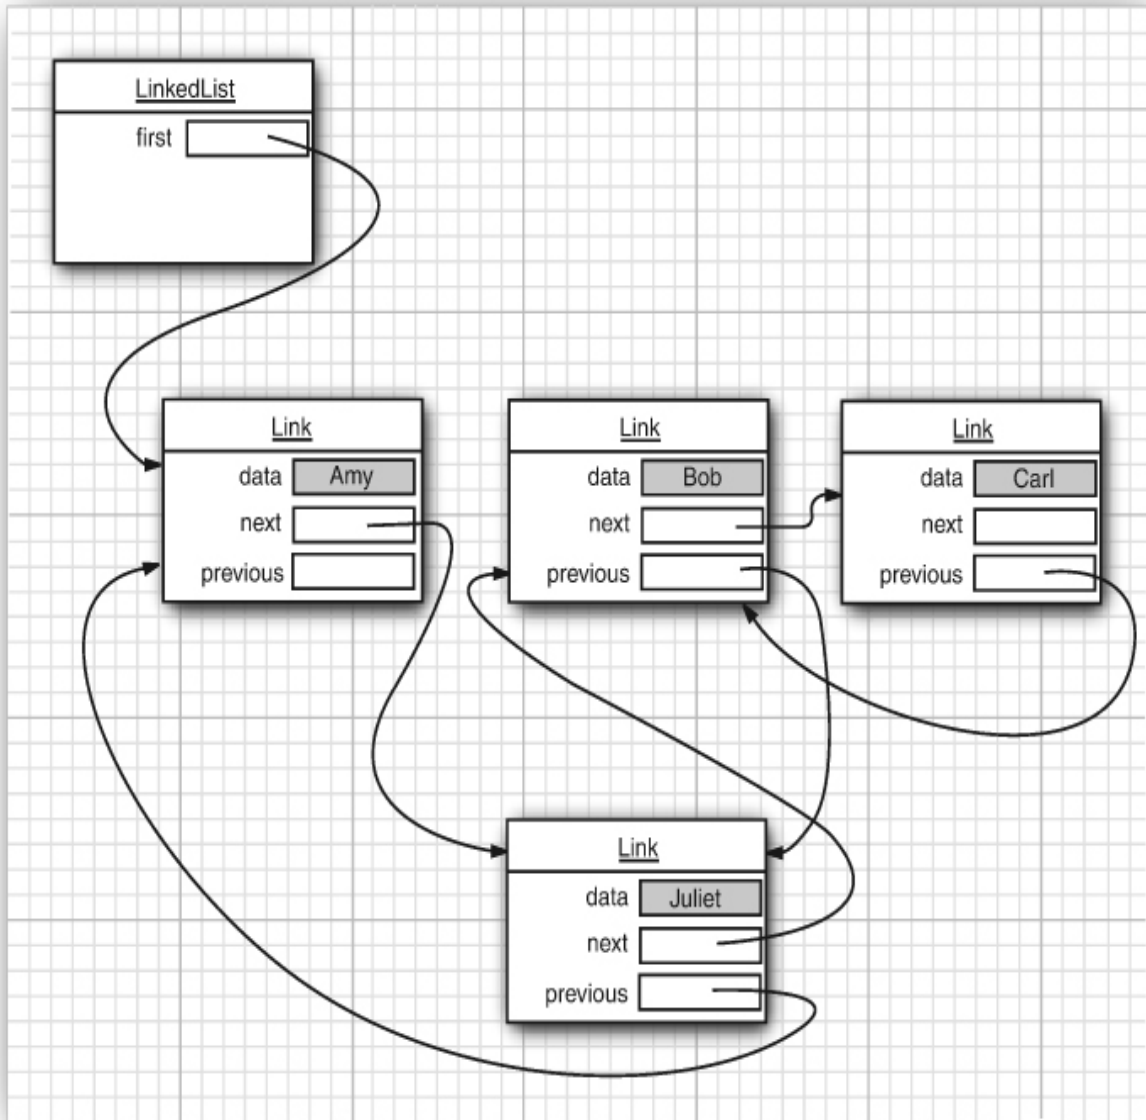 LinkedList
first
Link
data Amy
next
previous
Link
data Bob
next
previous
Link
data Carl
next
previous
Link
data Juliet
next
previous